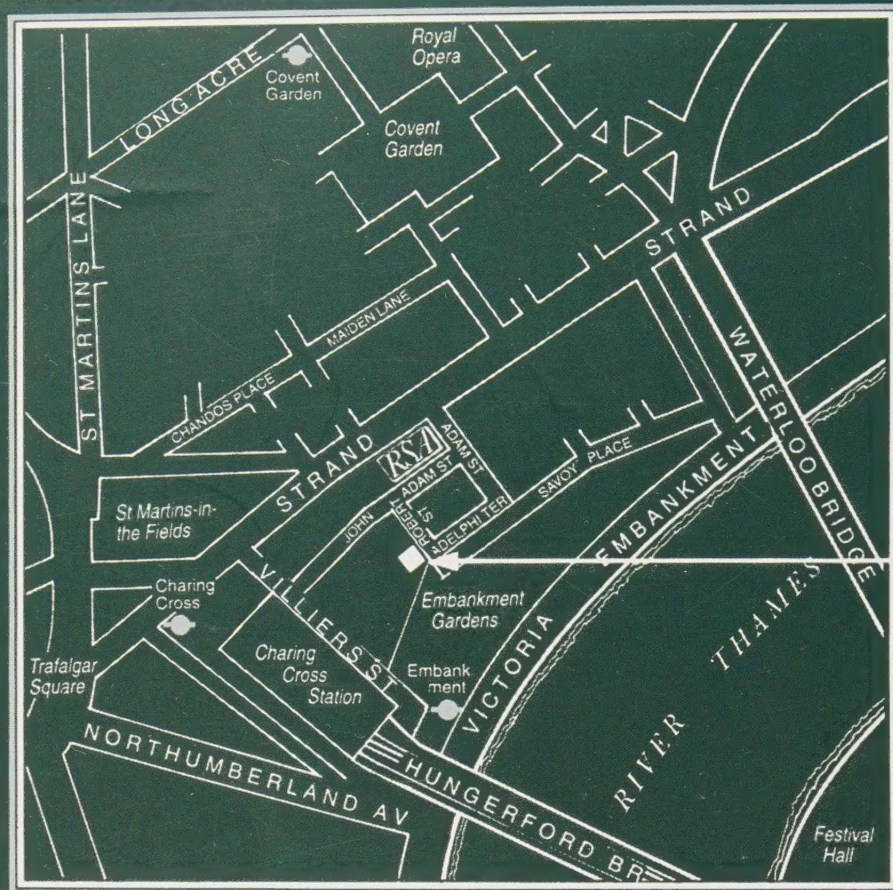 Royal
Opera
LONG ACRE
Covent
Garden
Covent
Garden
ST MARTINS LANE
STRAND
MAIDEN LANE
CHANDOS PLACE
WATERLOO BRIDGE
STRAND
RSA
ADAM ST
JOHN ADAM ST
SAVOY PLACE
ROBERT ST
ADELPHI TER
St Martins-in-
the Fields
VICTORIA EMBANKMENT
Charing
Cross
VILLIERS ST
Embankment
Gardens
RIVER THAMES
Trafalgar
Square
Charing
Cross
Station
Embank
ment
NORTHUMBERLAND AV
HUNGERFORD BR
Festival
Hall